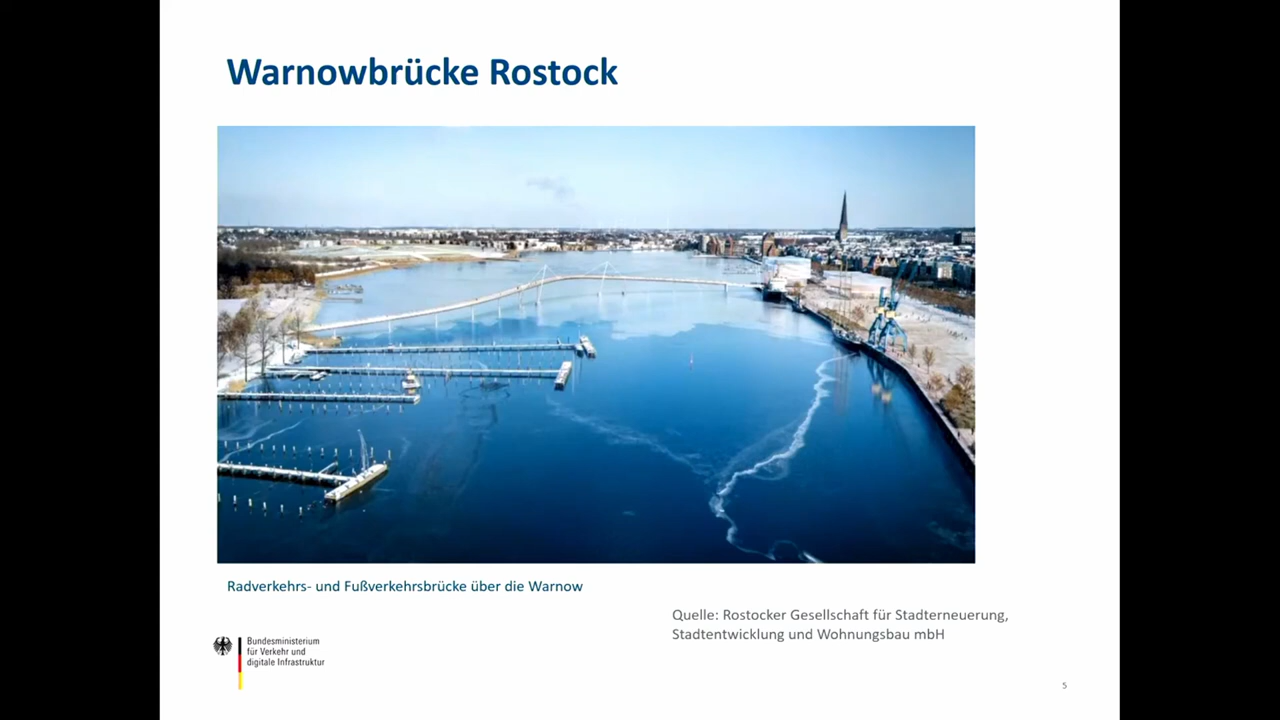 Warnowbrücke Rostock
Radverkehrs- und Fußverkehrsbrücke über die Warnow
Quelle: Rostocker Gesellschaft für Stadterneuerung,
Stadtentwicklung und Wohnungsbau mbH
Bundesministerium
für Verkehr und
digitale Infrastruktur
5